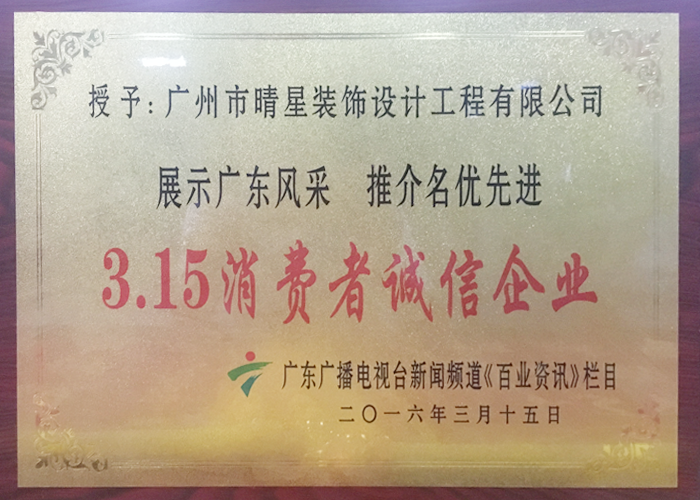 授予:广州市晴星装饰设计工程有限公司
展示广东风采 推介名优先进
3.15消费者诚信企业
广东广播电视台新闻频道《百业资讯》栏目
二〇一六年三月十五日